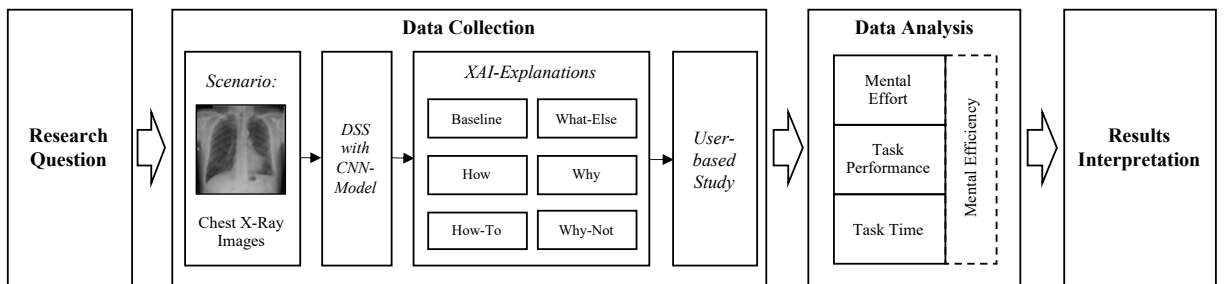 Research
Question
Data Collection
Scenario:
Chest X-Ray
Images
DSS
with
CNN-
Model
XAI-Explanations
Baseline
What-Else
How
Why
How-To
Why-Not
User-
based
Study
Data Analysis
Mental
Effort
Task
Performance
Task Time
Mental Efficiency
Results
Interpretation